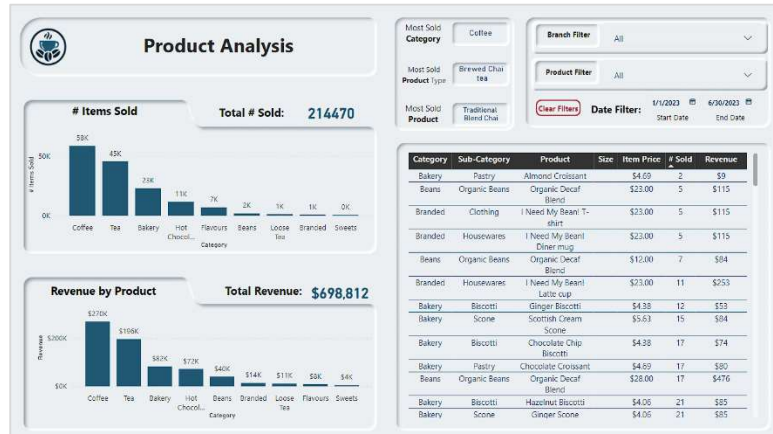 Product Analysis
Most Sold
Category
Coffee
Most Sold
Product Type
Brewed Chai
tea
Most Sold
Product
Traditional
Blend Chai
Branch Filter
All
Product Filter
All
Clear Filters
Date Filter:
1/1/2023
6/30/2023
Start Date
End Date
# Items Sold
Total # Sold: 214470
# Items Sold
50K
0K
58K
45K
23K
11K
7K
2K
1K
1K
0K
Coffee
Tea
Bakery
Hot
Chocol...
Flavours
Beans
Loose
Tea
Branded
Sweets
Category
Revenue by Product
Total Revenue: $698,812
Revenue
$200K
$0K
$270K
$196K
$82K
$72K
$40K
$14K
$11K
$8K
$4K
Coffee
Tea
Bakery
Hot
Chocol...
Beans
Branded
Loose
Tea
Flavours
Sweets
Category
Category Sub-Category Product Size Item Price # Sold Revenue
Bakery Pastry Almond Croissant $4.69 2 $9
Beans Organic Beans Organic Decaf $23.00 5 $115
Blend
Branded Clothing I Need My Bean! T- $23.00 5 $115
shirt
Branded Housewares I Need My Bean! $23.00 5 $115
Diner mug
Beans Organic Beans Organic Decaf $12.00 7 $84
Blend
Branded Housewares I Need My Bean! $23.00 11 $253
Latte cup
Bakery Biscotti Ginger Biscotti $4.38 12 $53
Bakery Scone Scottish Cream $5.63 15 $84
Scone
Bakery Biscotti Chocolate Chip $4.38 17 $74
Biscotti
Bakery Pastry Chocolate Croissant $4.69 17 $80
Beans Organic Beans Organic Decaf $28.00 17 $476
Blend
Bakery Biscotti Hazelnut Biscotti $4.06 21 $85
Bakery Scone Ginger Scone $4.06 21 $85